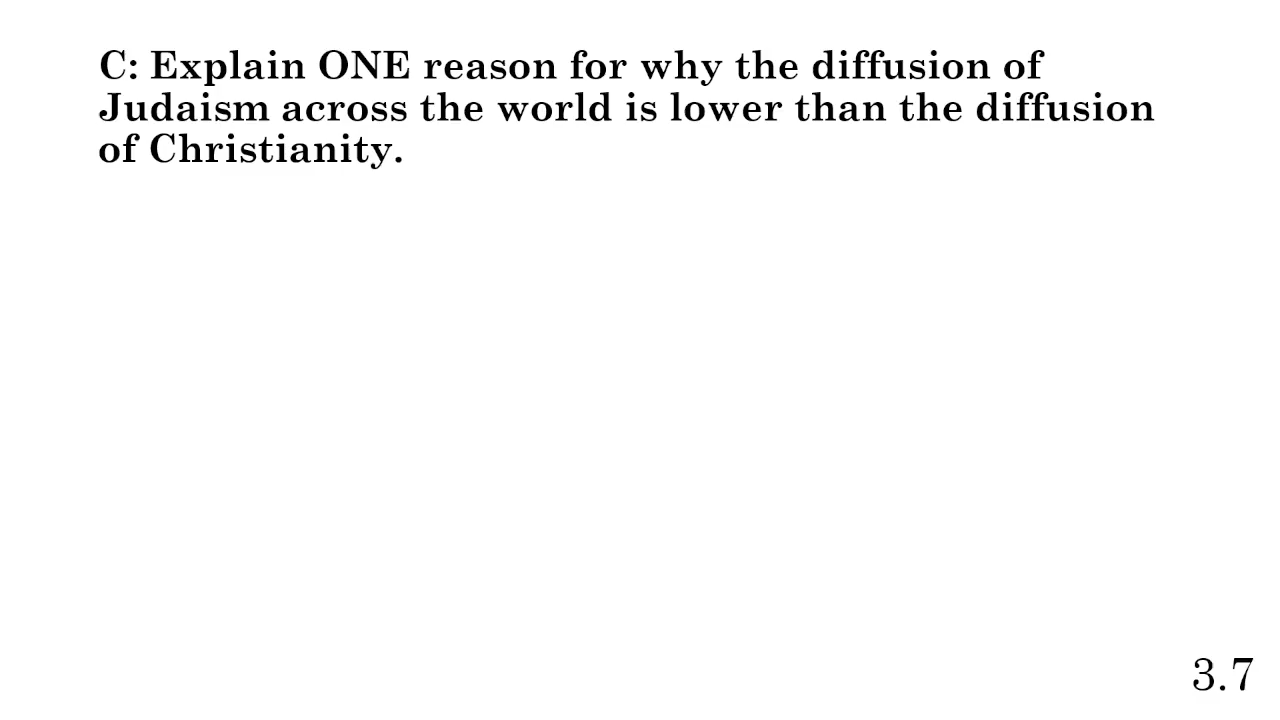 C: Explain ONE reason for why the diffusion of
Judaism across the world is lower than the diffusion
of Christianity.
3.7